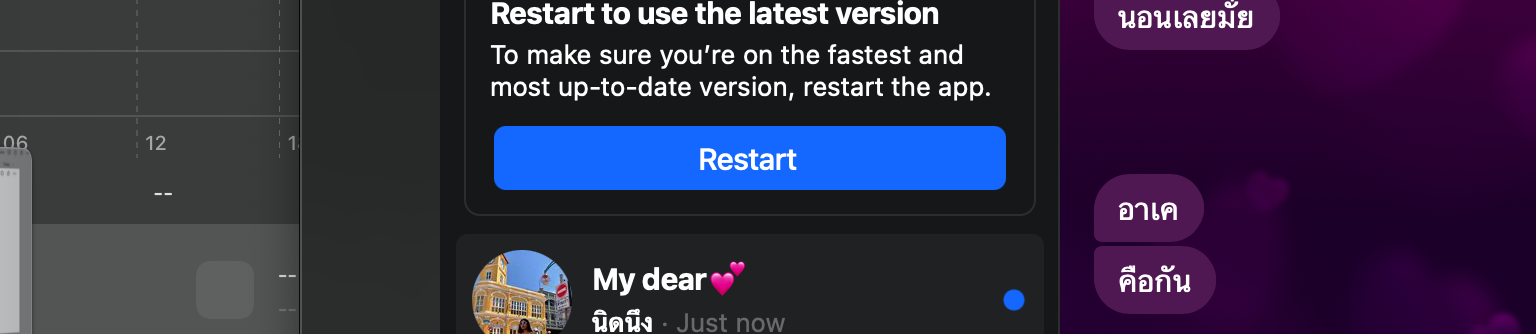 06
12
--
--
--
Restart to use the latest version
To make sure you're on the fastest and
most up-to-date version, restart the app.
Restart
My dear💕
นิดนึง · Just now
นอนเลยมั้ย
อาเค
คือกัน